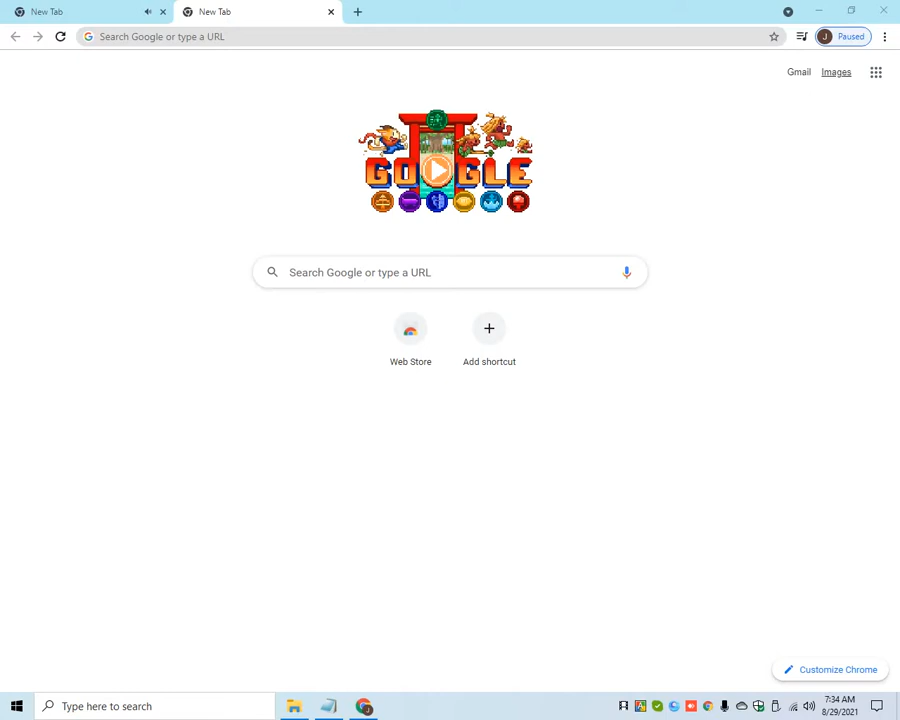 New Tab
New Tab
Search Google or type a URL
J Paused
Gmail Images
GOOGLE
Search Google or type a URL
Web Store Add shortcut
Customize Chrome
Type here to search
7:34 AM
8/29/2021